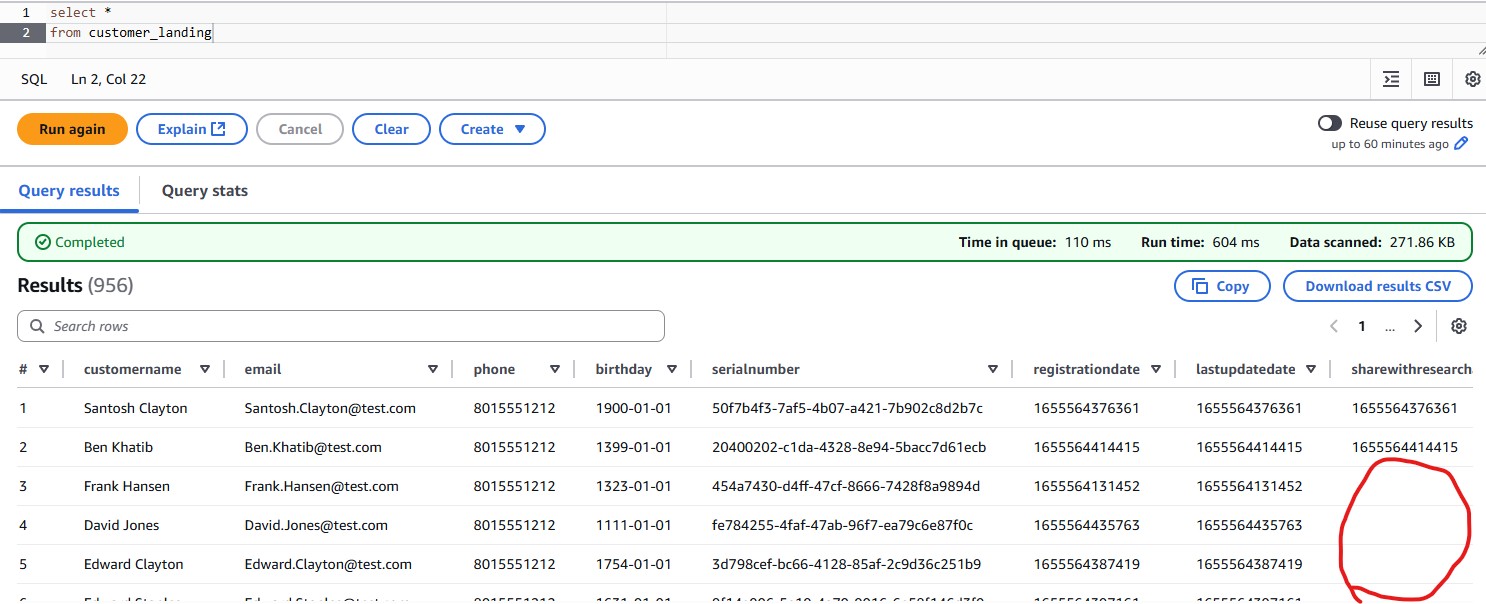 1 select *
2 from customer_landing
SQL Ln 2, Col 22
Run again Explain Cancel Clear Create Reuse query results
up to 60 minutes ago
Query results Query stats
Completed Time in queue: 110 ms Run time: 604 ms Data scanned: 271.86 KB
Results (956) Copy Download results CSV
Search rows 1 ...
# customername email phone birthday serialnumber registrationdate lastupdatedate sharewithresearch
1 Santosh Clayton Santosh.Clayton@test.com 8015551212 1900-01-01 50f7b4f3-7af5-4b07-a421-7b902c8d2b7c 1655564376361 1655564376361 1655564376361
2 Ben Khatib Ben.Khatib@test.com 8015551212 1399-01-01 20400202-c1da-4328-8e94-5bacc7d61ecb 1655564414415 1655564414415 1655564414415
3 Frank Hansen Frank.Hansen@test.com 8015551212 1323-01-01 454a7430-d4ff-47cf-8666-7428f8a9894d 1655564131452 1655564131452
4 David Jones David.Jones@test.com 8015551212 1111-01-01 fe784255-4faf-47ab-96f7-ea79c6e87f0c 1655564435763 1655564435763
5 Edward Clayton Edward.Clayton@test.com 8015551212 1754-01-01 3d798cef-bc66-4128-85af-2c9d36c251b9 1655564387419 1655564387419